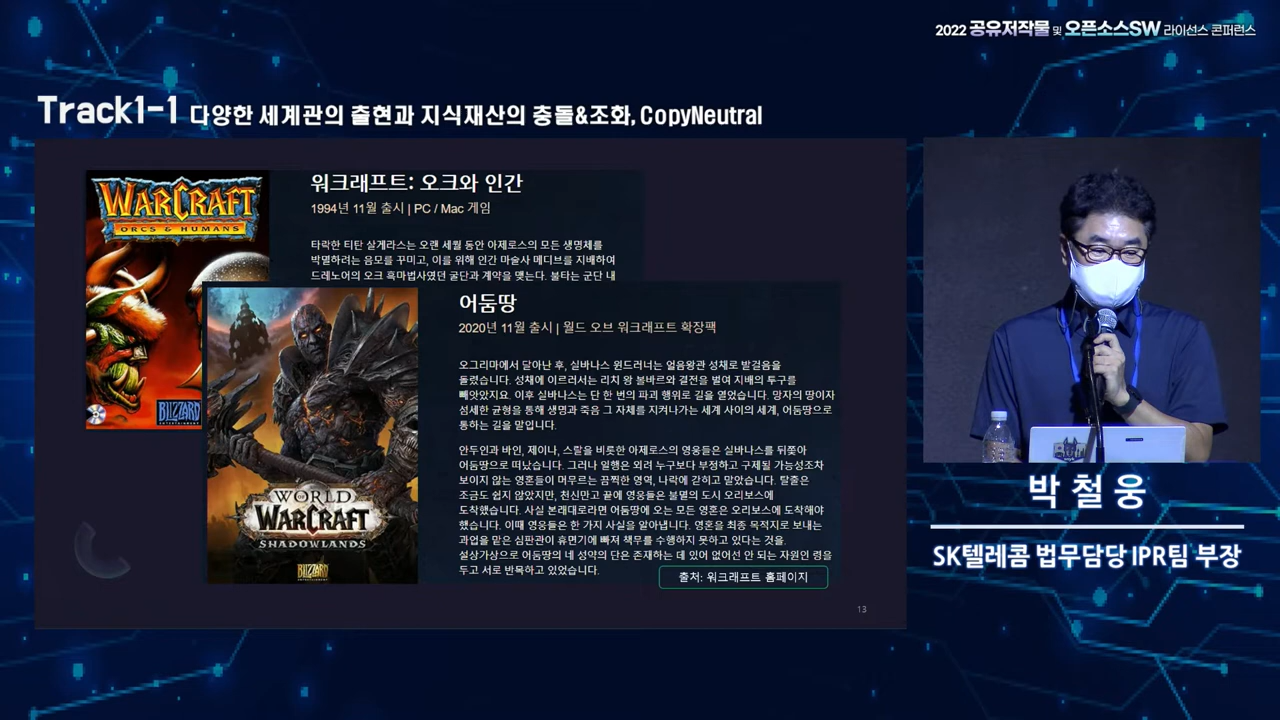 2022 공유저작물 및 오픈소스SW 라이선스 콘퍼런스
Track1-1 다양한 세계관의 출현과 지식재산의 충돌&조화, CopyNeutral
WARCRAFT
ORCS & HUMANS
BLIZZARD
ENTERTAINMENT
워크래프트: 오크와 인간
1994년 11월 출시 | PC / Mac 게임
타락한 티탄 살게라스는 오랜 세월 동안 아제로스의 모든 생명체를
박멸하려는 음모를 꾸미고, 이를 위해 인간 마술사 메디브를 지배하여
드레노어의 오크 흑마법사였던 굴단과 계약을 맺는다. 불타는 군단 내
WORLD
OF
WARCRAFT
SHADOWLANDS
BLIZZARD
ENTERTAINMENT
어둠땅
2020년 11월 출시 | 월드 오브 워크래프트 확장팩
오그리마에서 달아난 후, 실바나스 윈드러너는 얼음왕관 성채로 발걸음을
돌렸습니다. 성채에 이르러서는 리치 왕 볼바르와 결전을 벌여 지배의 투구를
빼앗았지요. 이후 실바나스는 단 한 번의 파괴 행위로 길을 열었습니다. 망자의 땅이자
섬세한 균형을 통해 생명과 죽음 그 자체를 지켜나가는 세계 사이의 세계, 어둠땅으로
통하는 길을 말입니다.
안두인과 바인, 제이나, 스랄을 비롯한 아제로스의 영웅들은 실바나스를 뒤쫓아
어둠땅으로 떠났습니다. 그러나 일행은 외려 누구보다 부정하고 구제될 가능성조차
보이지 않는 영혼들이 머무르는 끔찍한 영역, 나락에 갇히고 말았습니다. 탈출은
조금도 쉽지 않았지만, 천신만고 끝에 영웅들은 불멸의 도시 오리보스에
도착했습니다. 사실 본래대로라면 어둠땅에 오는 모든 영혼은 오리보스에 도착해야
했습니다. 이때 영웅들은 한 가지 사실을 알아냅니다. 영혼을 최종 목적지로 보내는
과업을 맡은 심판관이 휴면기에 빠져 책무를 수행하지 못하고 있다는 것을.
설상가상으로 어둠땅의 네 성약의 단은 존재하는 데 있어 없어선 안 되는 자원인 령을
두고 서로 반목하고 있었습니다.
출처: 워크래프트 홈페이지
13
박철웅
SK텔레콤 법무담당 IPR팀 부장